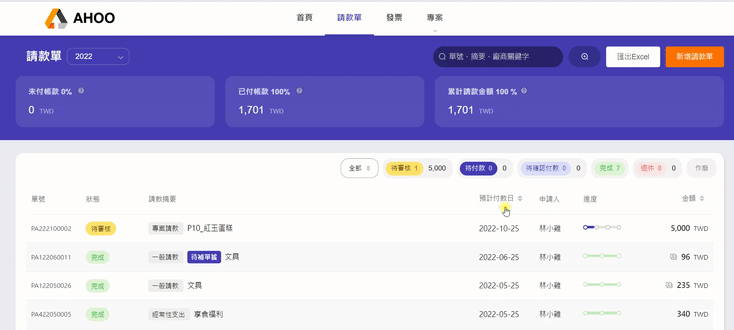 AHOO
首頁 請款單 發票 專案
請款單 2022 單號、摘要、廠商關鍵字 匯出Excel 新增請款單
未付帳款 0% 已付帳款 100% 累計請款金額 100 %
0 TWD 1,701 TWD 1,701 TWD
全部 8 待審核 1 5,000 待付款 0 0 待確認付款 0 0 完成 7 退休 0 0 作廢
單號 狀態 請款摘要 預計付款日 申請人 進度 金額
PA222100002 待審核 專案請款 P10_紅玉蛋糕 2022-10-25 林小雞 5,000 TWD
PA122060011 完成 一般請款 待補單據 文具 2022-06-25 林小雞 96 TWD
PA122050026 完成 一般請款 文具 2022-05-25 林小雞 235 TWD
PA422050005 完成 經常性支出 享食福利 2022-05-25 林小雞 340 TWD